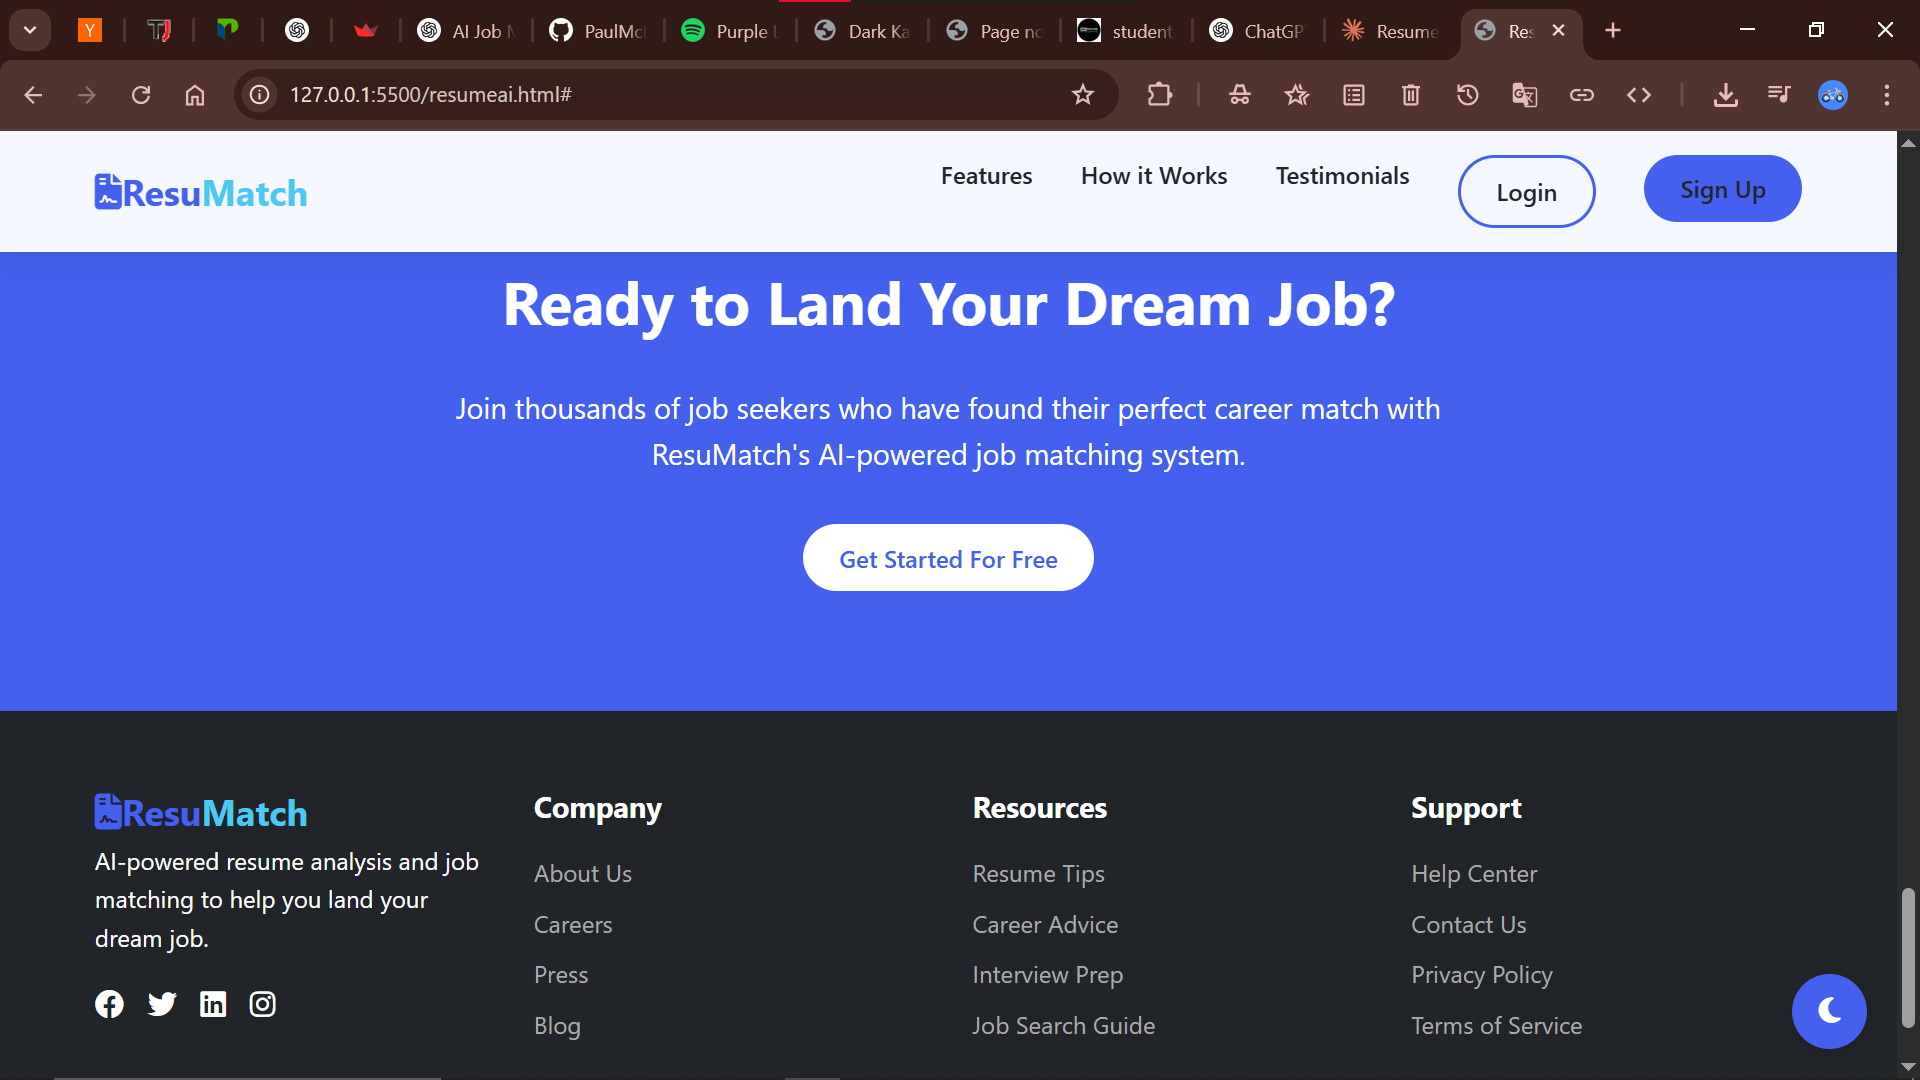 Y
TJ
AI Job M
PaulMcl
Purple L
Dark Ka
Page no
student
ChatGP
Resume
Res
127.0.0.1:5500/resumeai.html#
ResuMatch
Features
How it Works
Testimonials
Login
Sign Up
Ready to Land Your Dream Job?
Join thousands of job seekers who have found their perfect career match with
ResuMatch's AI-powered job matching system.
Get Started For Free
ResuMatch
AI-powered resume analysis and job
matching to help you land your
dream job.
Company
About Us
Careers
Press
Blog
Resources
Resume Tips
Career Advice
Interview Prep
Job Search Guide
Support
Help Center
Contact Us
Privacy Policy
Terms of Service